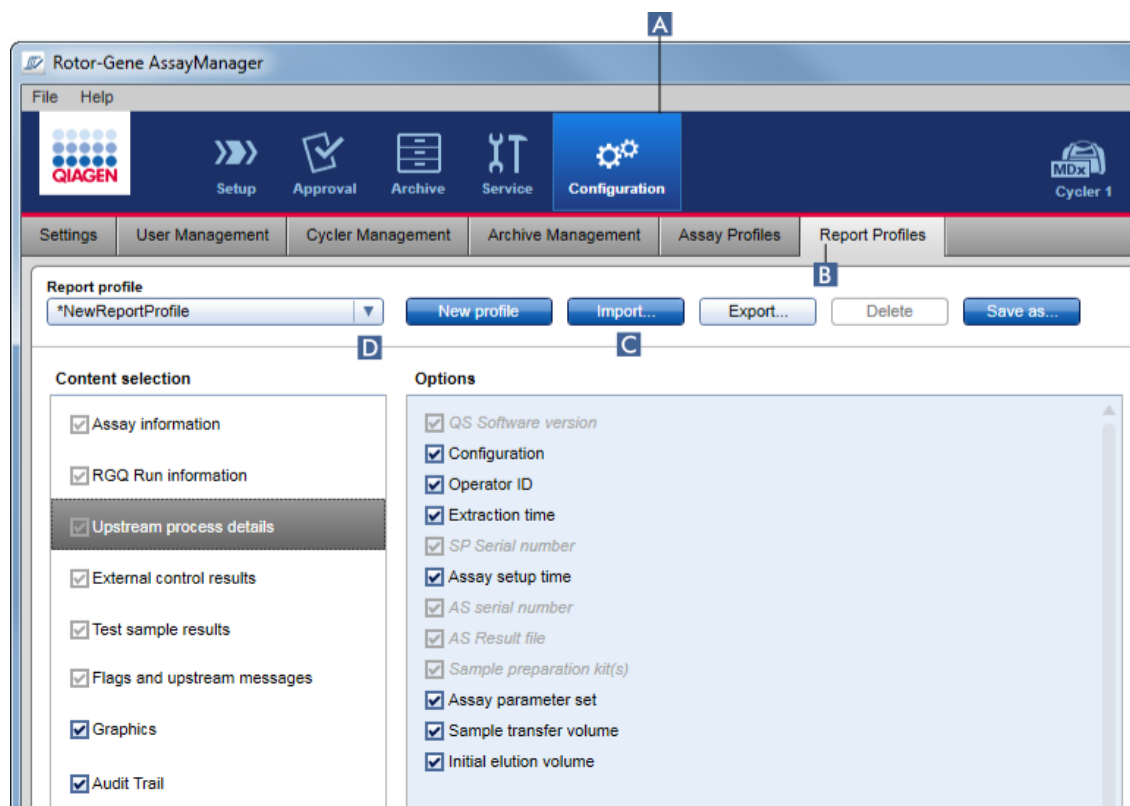 A
Rotor-Gene AssayManager
File Help
QIAGEN
Setup Approval Archive Service Configuration
MDx
Cycler 1
Settings User Management Cycler Management Archive Management Assay Profiles Report Profiles
B
Report profile
*NewReportProfile New profile Import... Export... Delete Save as...
D C
Content selection
Assay information
RGQ Run information
Upstream process details
External control results
Test sample results
Flags and upstream messages
Graphics
Audit Trail
Options
QS Software version
Configuration
Operator ID
Extraction time
SP Serial number
Assay setup time
AS serial number
AS Result file
Sample preparation kit(s)
Assay parameter set
Sample transfer volume
Initial elution volume